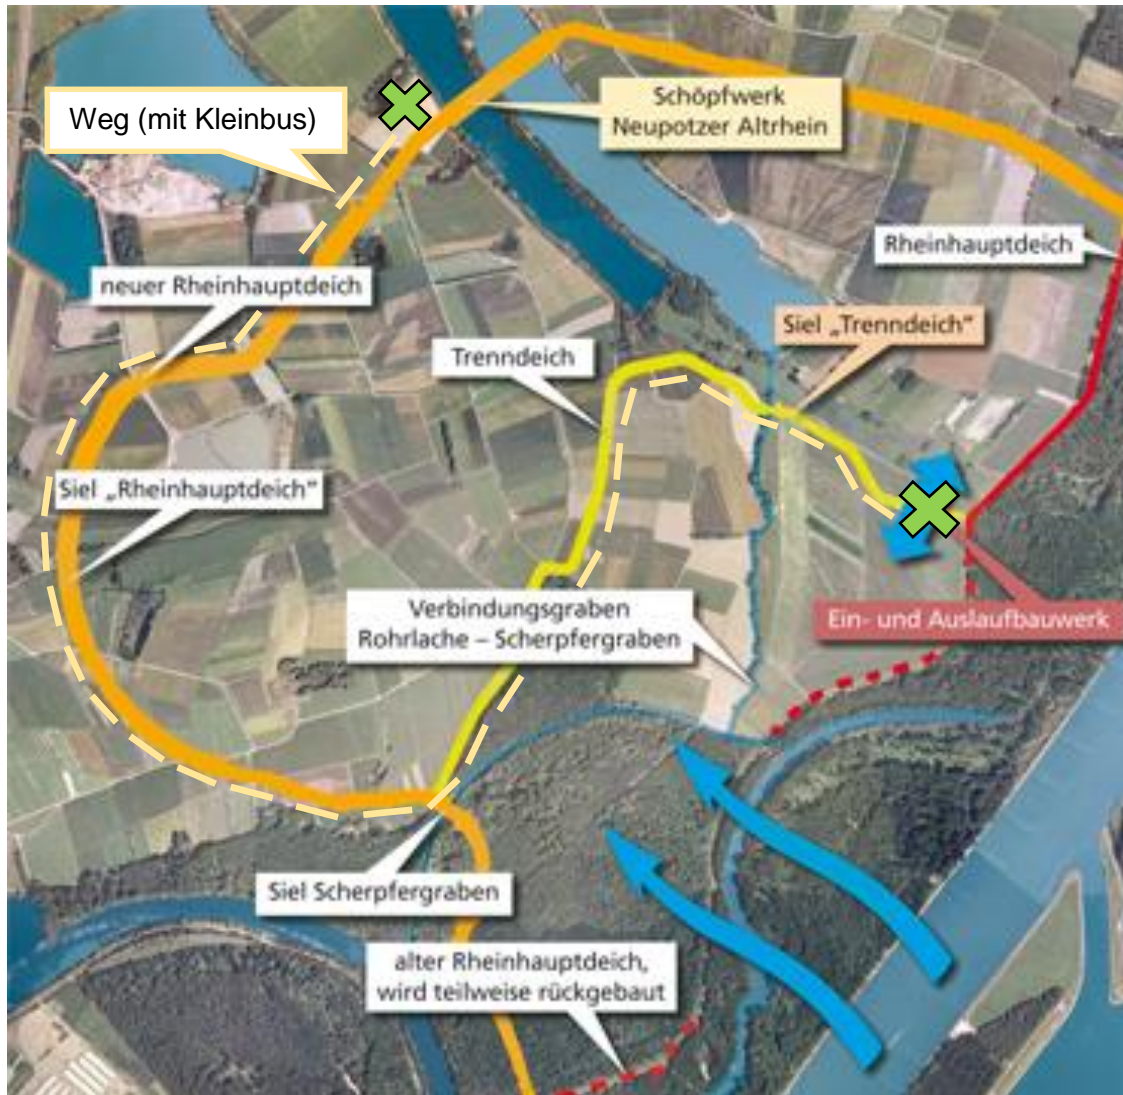 Weg (mit Kleinbus)
Schöpfwerk
Neupotzer Altrhein
Rheinhauptdeich
neuer Rheinhauptdeich
Siel „Trenndeich“
Trenndeich
Siel „Rheinhauptdeich“
Verbindungsgraben
Rohrlache – Scherpfergraben
Ein- und Auslaufbauwerk
Siel Scherpfergraben
alter Rheinhauptdeich,
wird teilweise rückgebaut